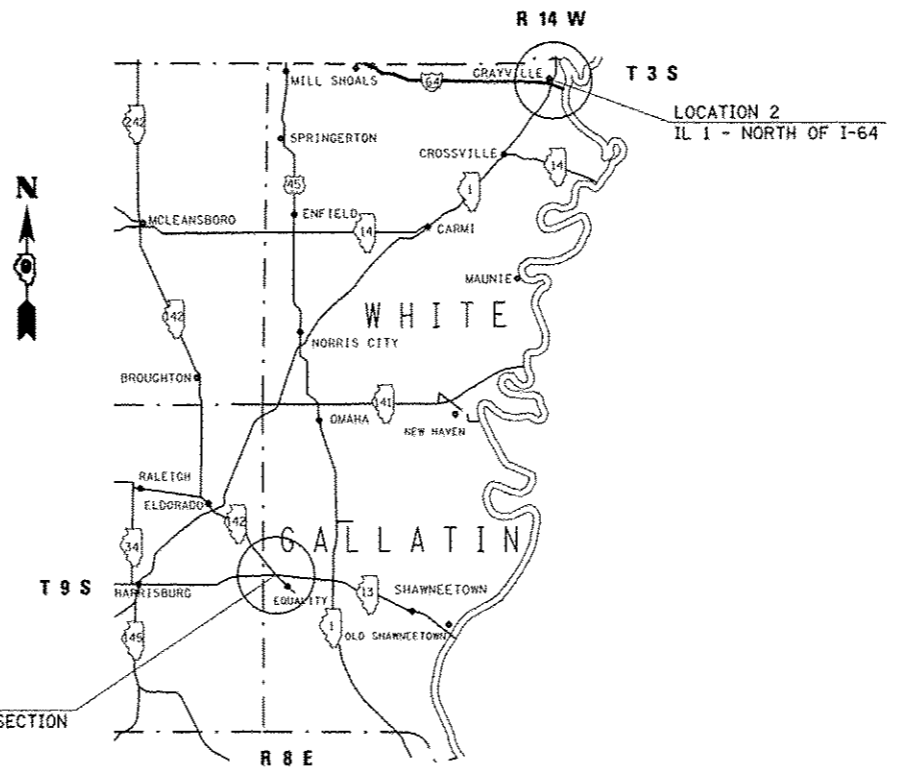 R 14 W
T 3 S
GRAYVILLE
MILL SHOALS
64
LOCATION 2
IL 1 - NORTH OF I-64
242
SPRINGERTON
CROSSVILLE
14
45
1
N
ENFIELD
MCLEANSBORO
14
CARMI
MAUNIE
142
WHITE
NORRIS CITY
BROUGHTON
141
OMAHA
NEW HAVEN
RALEIGH
ELDORADO
142
GALLATIN
34
T 9 S
HARRISBURG
EQUALITY
13
SHAWNEETOWN
OLD SHAWNEETOWN
1
145
SECTION
R 8 E